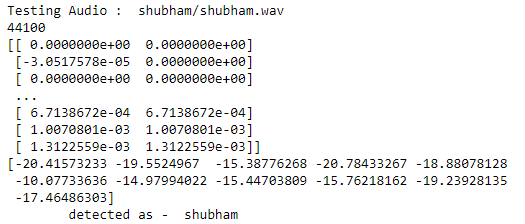 Testing Audio :  shubham/shubham.wav
44100
[[ 0.0000000e+00  0.0000000e+00]
 [-3.0517578e-05  0.0000000e+00]
 [ 0.0000000e+00  0.0000000e+00]
 ...
 [ 6.7138672e-04  6.7138672e-04]
 [ 1.0070801e-03  1.0070801e-03]
 [ 1.3122559e-03  1.3122559e-03]]
[-20.41573233 -19.5524967  -15.38776268 -20.78433267 -18.88078128
 -10.07733636 -14.97994022 -15.44703809 -15.76218162 -19.23928135
 -17.46486303]
        detected as -  shubham